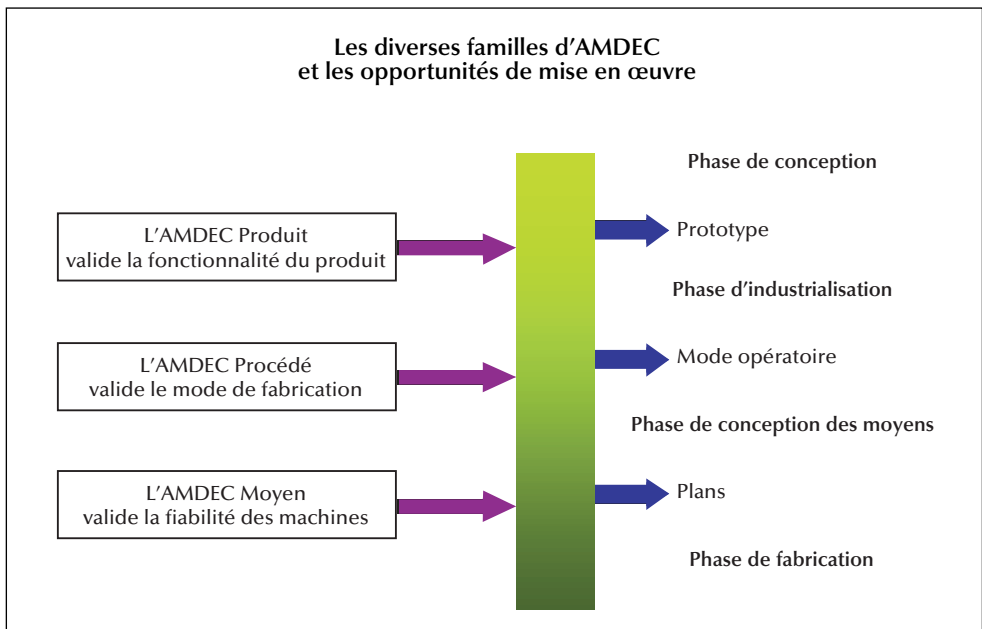 Les diverses familles d’AMDEC
et les opportunités de mise en œuvre
Phase de conception
L’AMDEC Produit
valide la fonctionnalité du produit
Prototype
Phase d’industrialisation
L’AMDEC Procédé
valide le mode de fabrication
Mode opératoire
Phase de conception des moyens
L’AMDEC Moyen
valide la fiabilité des machines
Plans
Phase de fabrication